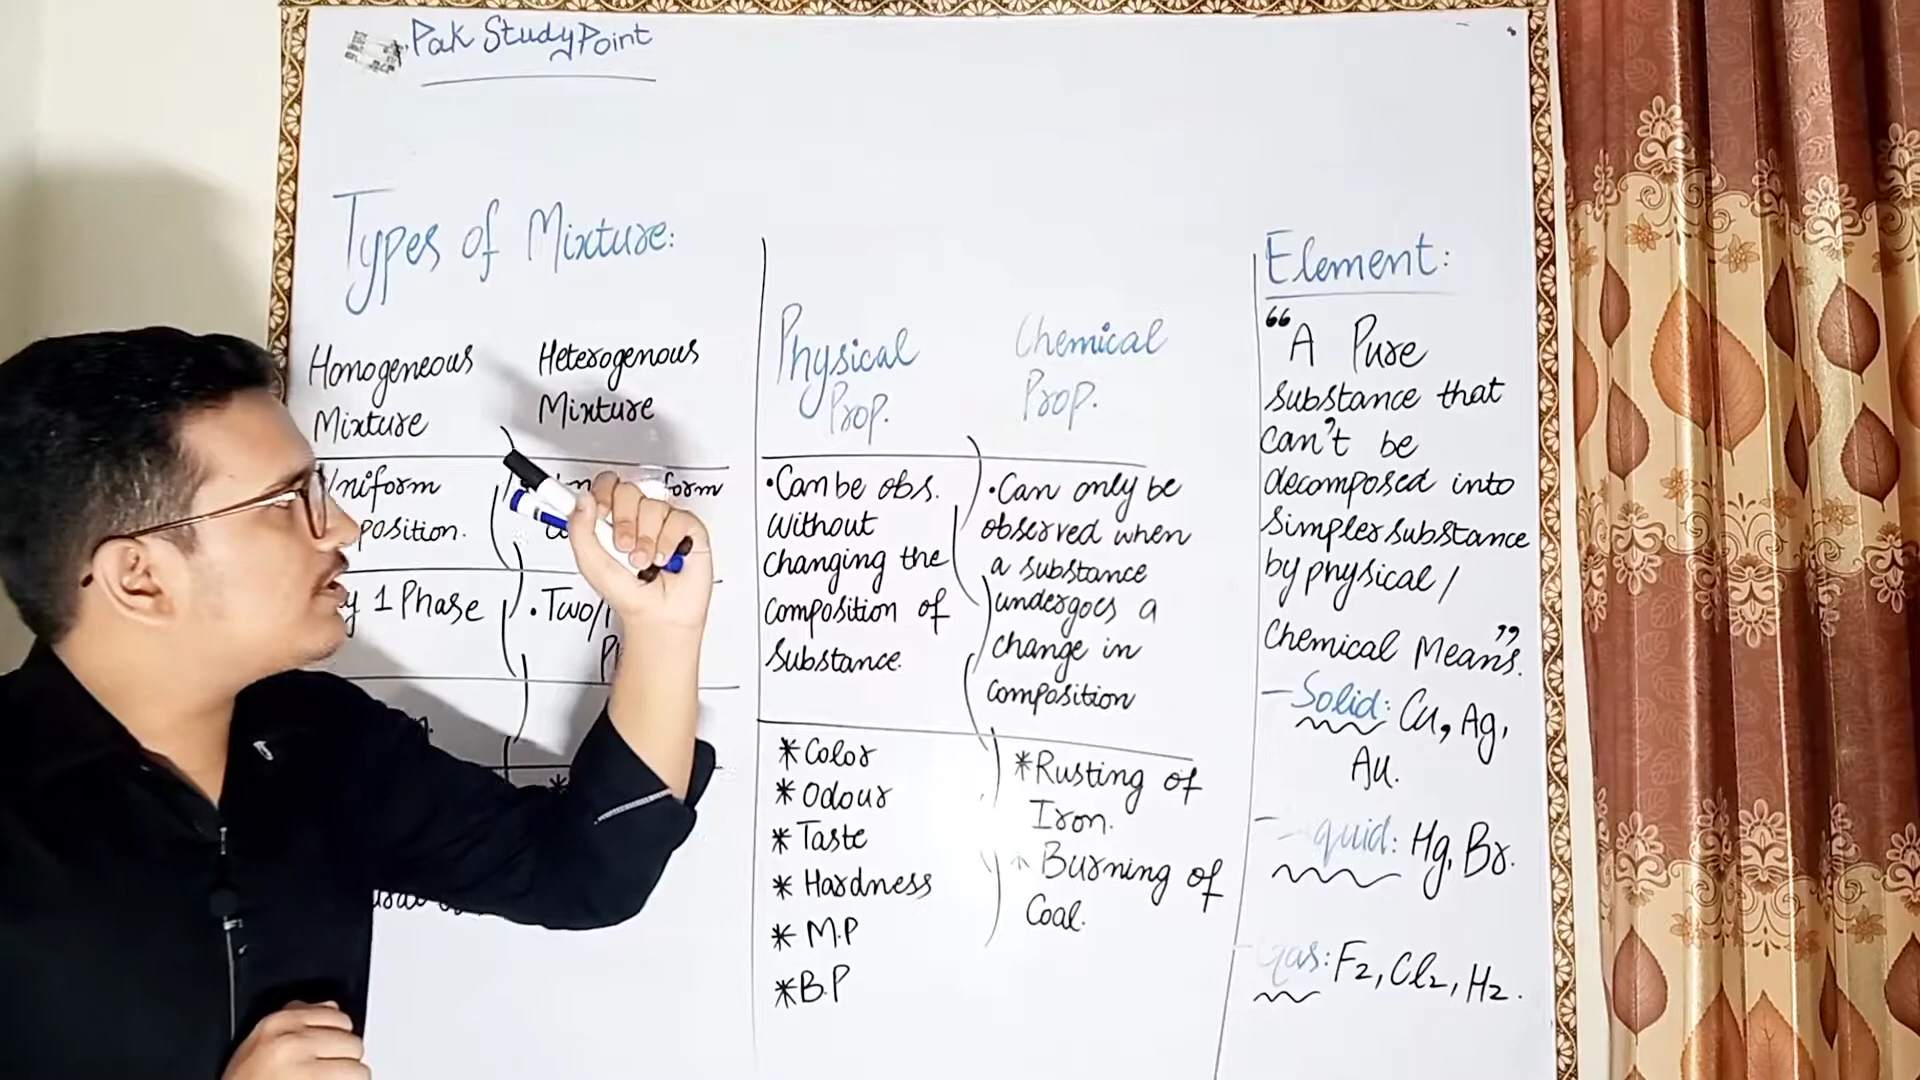 Pak StudyPoint
Types of Mixture:
Homogeneous
Mixture
Uniform
position.
1 Phase
Heterogenous
Mixture
form
• Two/
Physical
Prop.
• Can be obs.
without
changing the
composition of
Substance.
* Color
* Odour
* Taste
* Hardness
* M.P
* B.P
Chemical
Prop.
• Can only be
observed when
a substance
undergoes a
change in
composition
* Rusting of
Iron.
* Burning of
Coal.
Element:
“A Pure
substance that
can't be
decomposed into
simpler substance
by physical /
Chemical Means.”
- Solid: Cu, Ag,
Au.
- quid: Hg, Br.
- Gas: F2, Cl2, H2.